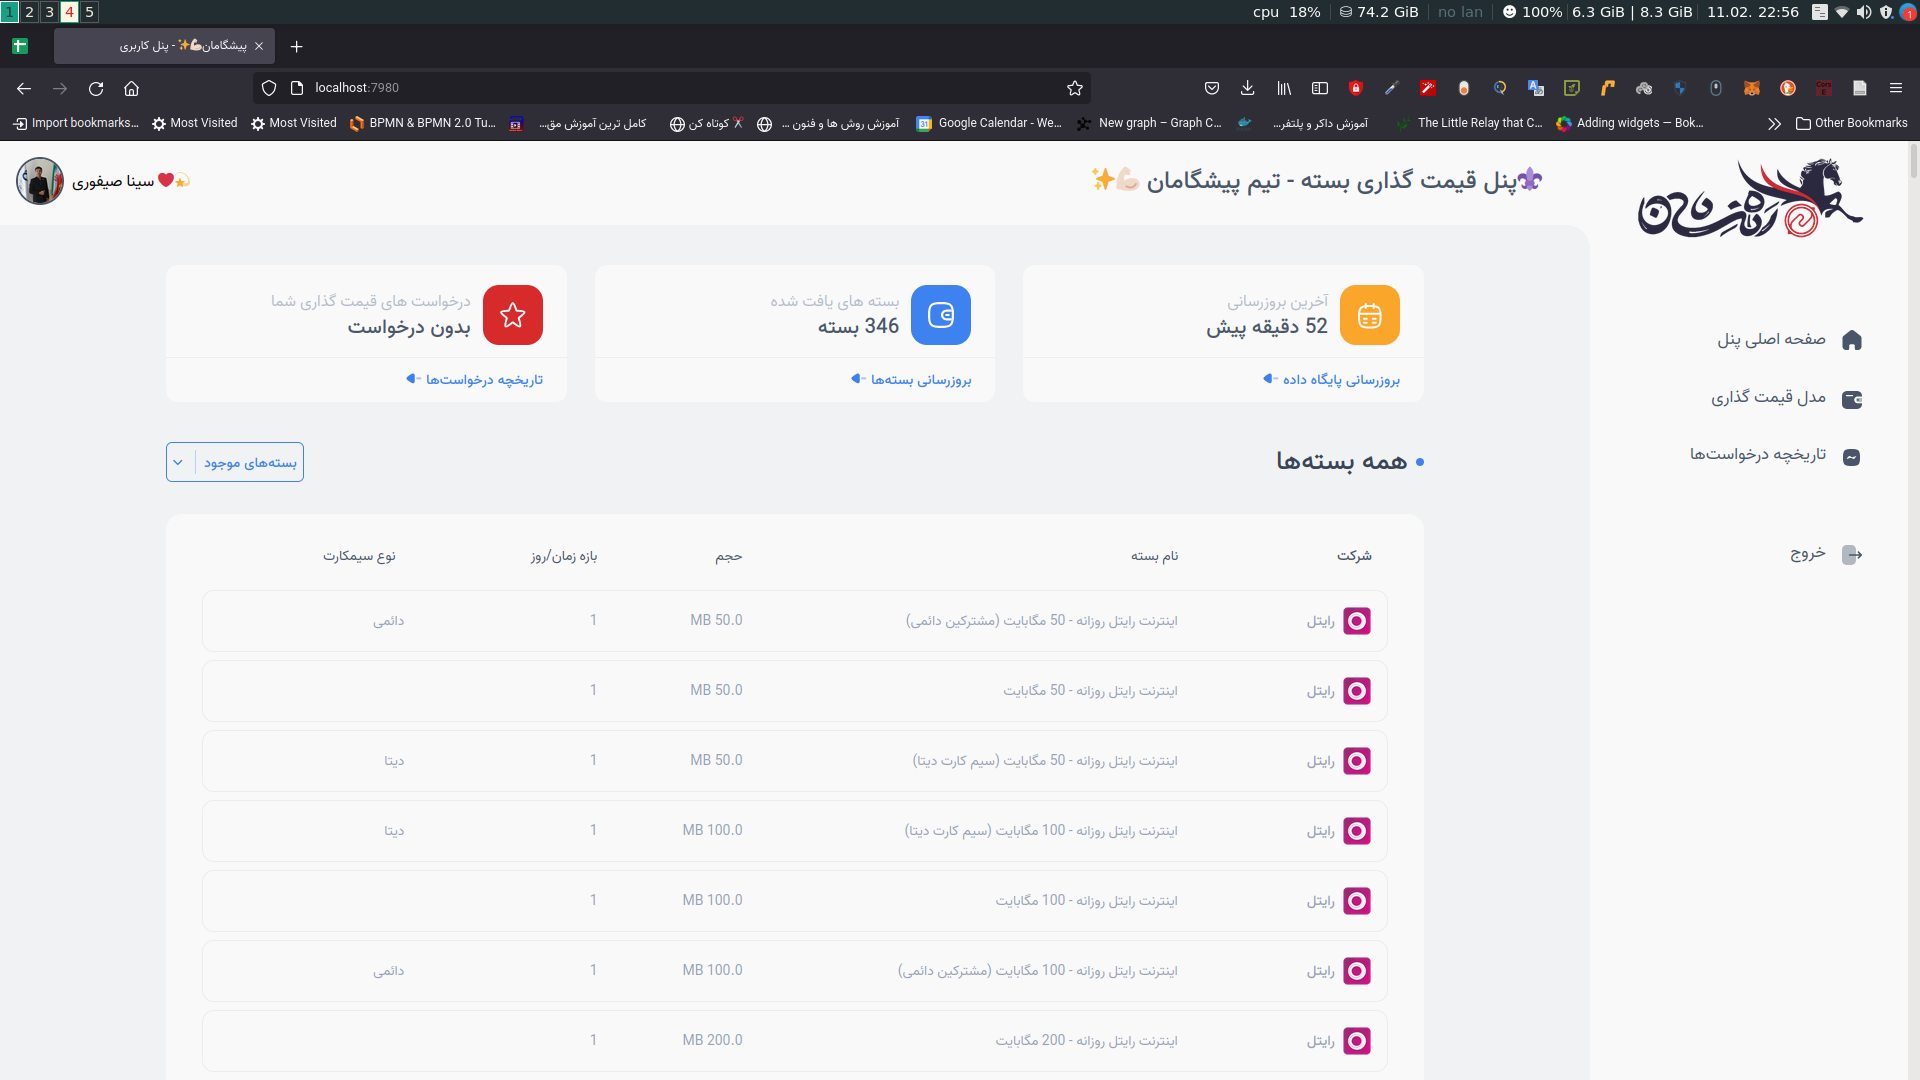 1 2 3 4 5
cpu 18% 74.2 GiB no lan 100% 6.3 GiB | 8.3 GiB 11.02. 22:56
پیشگامان💪🏻✨ - پنل کاربری
localhost:7980
Import bookmarks... Most Visited Most Visited BPMN & BPMN 2.0 Tu... کامل ترین آموزش مق... کوتاه کن آموزش روش ها و فنون ... Google Calendar - We... New graph – Graph C... آموزش داکر و پلتفر... The Little Relay that C... Adding widgets — Bok... Other Bookmarks
⚜️پنل قیمت گذاری بسته - تیم پیشگامان 💪🏻✨
💫❤️ سینا صیفوری
صفحه اصلی پنل
مدل قیمت گذاری
تاریخچه درخواست‌ها
خروج
آخرین بروزرسانی
52 دقیقه پیش
بروزرسانی پایگاه داده
بسته های یافت شده
346 بسته
بروزرسانی بسته‌ها
درخواست های قیمت گذاری شما
بدون درخواست
تاریخچه درخواست‌ها
همه بسته‌ها
بسته‌های موجود
شرکت نام بسته حجم بازه زمان/روز نوع سیمکارت
رایتل اینترنت رایتل روزانه - 50 مگابایت (مشترکین دائمی) 50.0 MB 1 دائمی
رایتل اینترنت رایتل روزانه - 50 مگابایت 50.0 MB 1
رایتل اینترنت رایتل روزانه - 50 مگابایت (سیم کارت دیتا) 50.0 MB 1 دیتا
رایتل اینترنت رایتل روزانه - 100 مگابایت (سیم کارت دیتا) 100.0 MB 1 دیتا
رایتل اینترنت رایتل روزانه - 100 مگابایت 100.0 MB 1
رایتل اینترنت رایتل روزانه - 100 مگابایت (مشترکین دائمی) 100.0 MB 1 دائمی
رایتل اینترنت رایتل روزانه - 200 مگابایت 200.0 MB 1